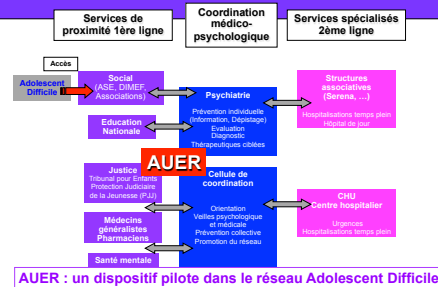 Services de
proximité 1ère ligne
Coordination
médico-
psychologique
Services spécialisés
2ème ligne
Accès
Adolescent
Difficile
Social
(ASE, DIMEF,
Associations)
Education
Nationale
Psychiatrie
Prévention individuelle
(Information, Dépistage)
Evaluation
Diagnostic
Thérapeutiques ciblées
Structures
associatives
(Serena, ...)
Hospitalisations temps plein
Hôpital de jour
AUER
Justice
Tribunal pour Enfants
Protection Judiciaire
de la Jeunesse (PJJ)
Médecins
généralistes
Pharmaciens
Santé mentale
Cellule de
coordination
Orientation
Veilles psychologique
et médicale
Prévention collective
Promotion du réseau
CHU
Centre hospitalier
Urgences
Hospitalisations temps plein
AUER : un dispositif pilote dans le réseau Adolescent Difficile